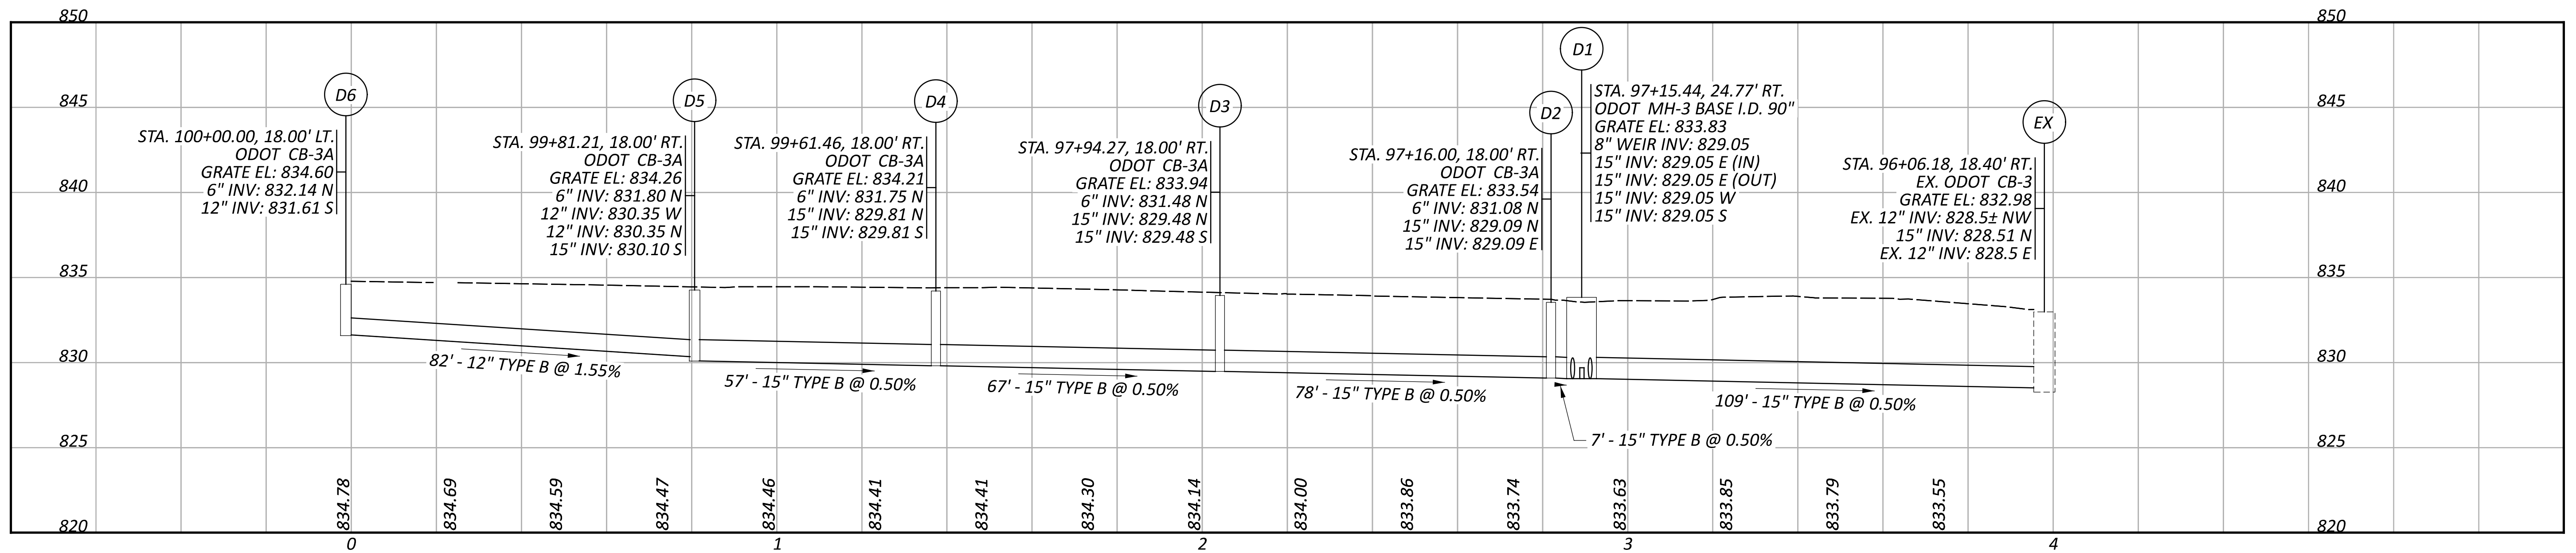 850
850
D6
STA. 100+00.00, 18.00' LT.
ODOT CB-3A
GRATE EL: 834.60
6" INV: 832.14 N
12" INV: 831.61 S
D5
STA. 99+81.21, 18.00' RT.
ODOT CB-3A
GRATE EL: 834.26
6" INV: 831.80 N
12" INV: 830.35 W
12" INV: 830.35 N
15" INV: 830.10 S
D4
STA. 99+61.46, 18.00' RT.
ODOT CB-3A
GRATE EL: 834.21
6" INV: 831.75 N
15" INV: 829.81 N
15" INV: 829.81 S
D3
STA. 97+94.27, 18.00' RT.
ODOT CB-3A
GRATE EL: 833.94
6" INV: 831.48 N
15" INV: 829.48 N
15" INV: 829.48 S
D2
STA. 97+16.00, 18.00' RT.
ODOT CB-3A
GRATE EL: 833.54
6" INV: 831.08 N
15" INV: 829.09 N
15" INV: 829.09 E
D1
STA. 97+15.44, 24.77' RT.
ODOT MH-3 BASE I.D. 90"
GRATE EL: 833.83
8" WEIR INV: 829.05
15" INV: 829.05 E (IN)
15" INV: 829.05 E (OUT)
15" INV: 829.05 W
15" INV: 829.05 S
EX
STA. 96+06.18, 18.40' RT.
EX. ODOT CB-3
GRATE EL: 832.98
EX. 12" INV: 828.5± NW
15" INV: 828.51 N
EX. 12" INV: 828.5 E
845
845
840
840
835
835
830
830
82' - 12" TYPE B @ 1.55%
57' - 15" TYPE B @ 0.50%
67' - 15" TYPE B @ 0.50%
78' - 15" TYPE B @ 0.50%
7' - 15" TYPE B @ 0.50%
109' - 15" TYPE B @ 0.50%
825
825
834.78
834.69
834.59
834.47
834.46
834.41
834.41
834.30
834.14
834.00
833.86
833.74
833.63
833.85
833.79
833.55
820
820
0
1
2
3
4